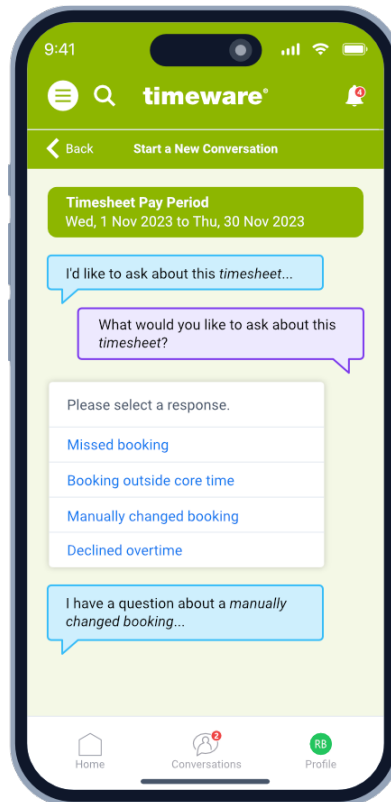 9:41
timeware®
4
Back
Start a New Conversation
Timesheet Pay Period
Wed, 1 Nov 2023 to Thu, 30 Nov 2023
I'd like to ask about this timesheet...
What would you like to ask about this
timesheet?
Please select a response.
Missed booking
Booking outside core time
Manually changed booking
Declined overtime
I have a question about a manually
changed booking...
2
RB
Home
Conversations
Profile